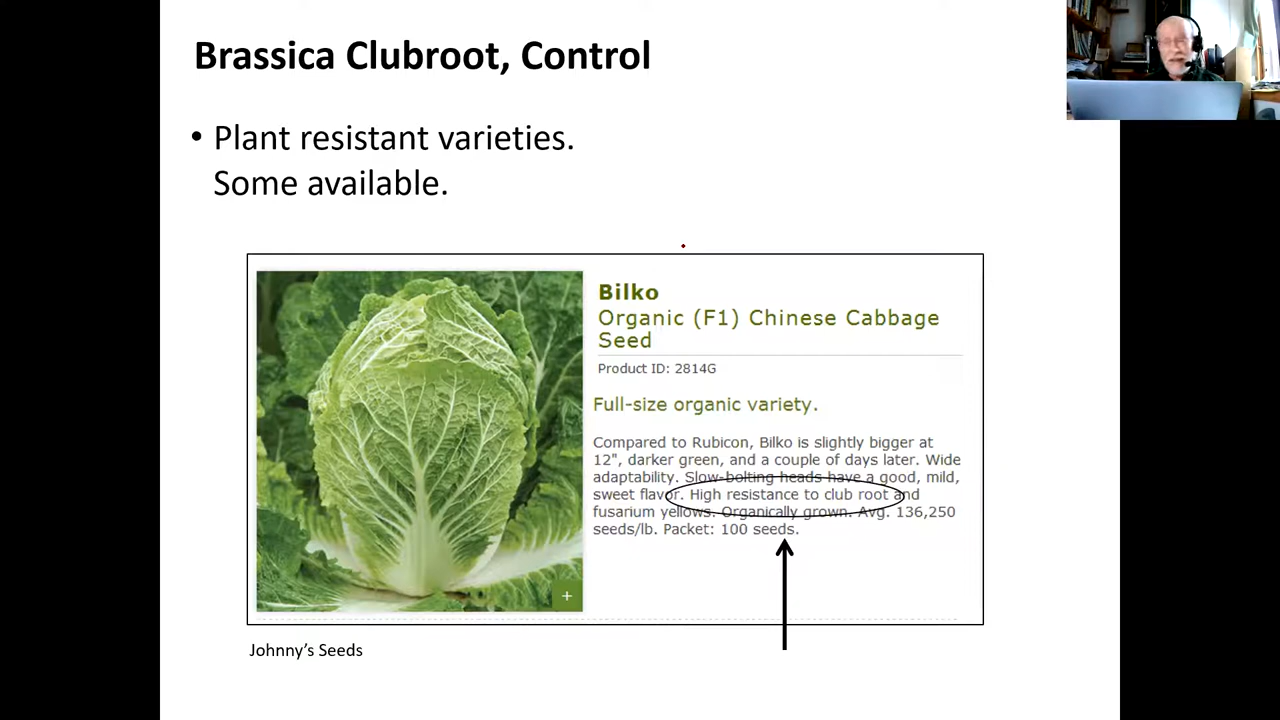 Brassica Clubroot, Control
• Plant resistant varieties.
Some available.
Bilko
Organic (F1) Chinese Cabbage
Seed
Product ID: 2814G
Full-size organic variety.
Compared to Rubicon, Bilko is slightly bigger at
12", darker green, and a couple of days later. Wide
adaptability. Slow-bolting heads have a good, mild,
sweet flavor. High resistance to club root and
fusarium yellows. Organically grown. Avg. 136,250
seeds/lb. Packet: 100 seeds.
+
Johnny's Seeds